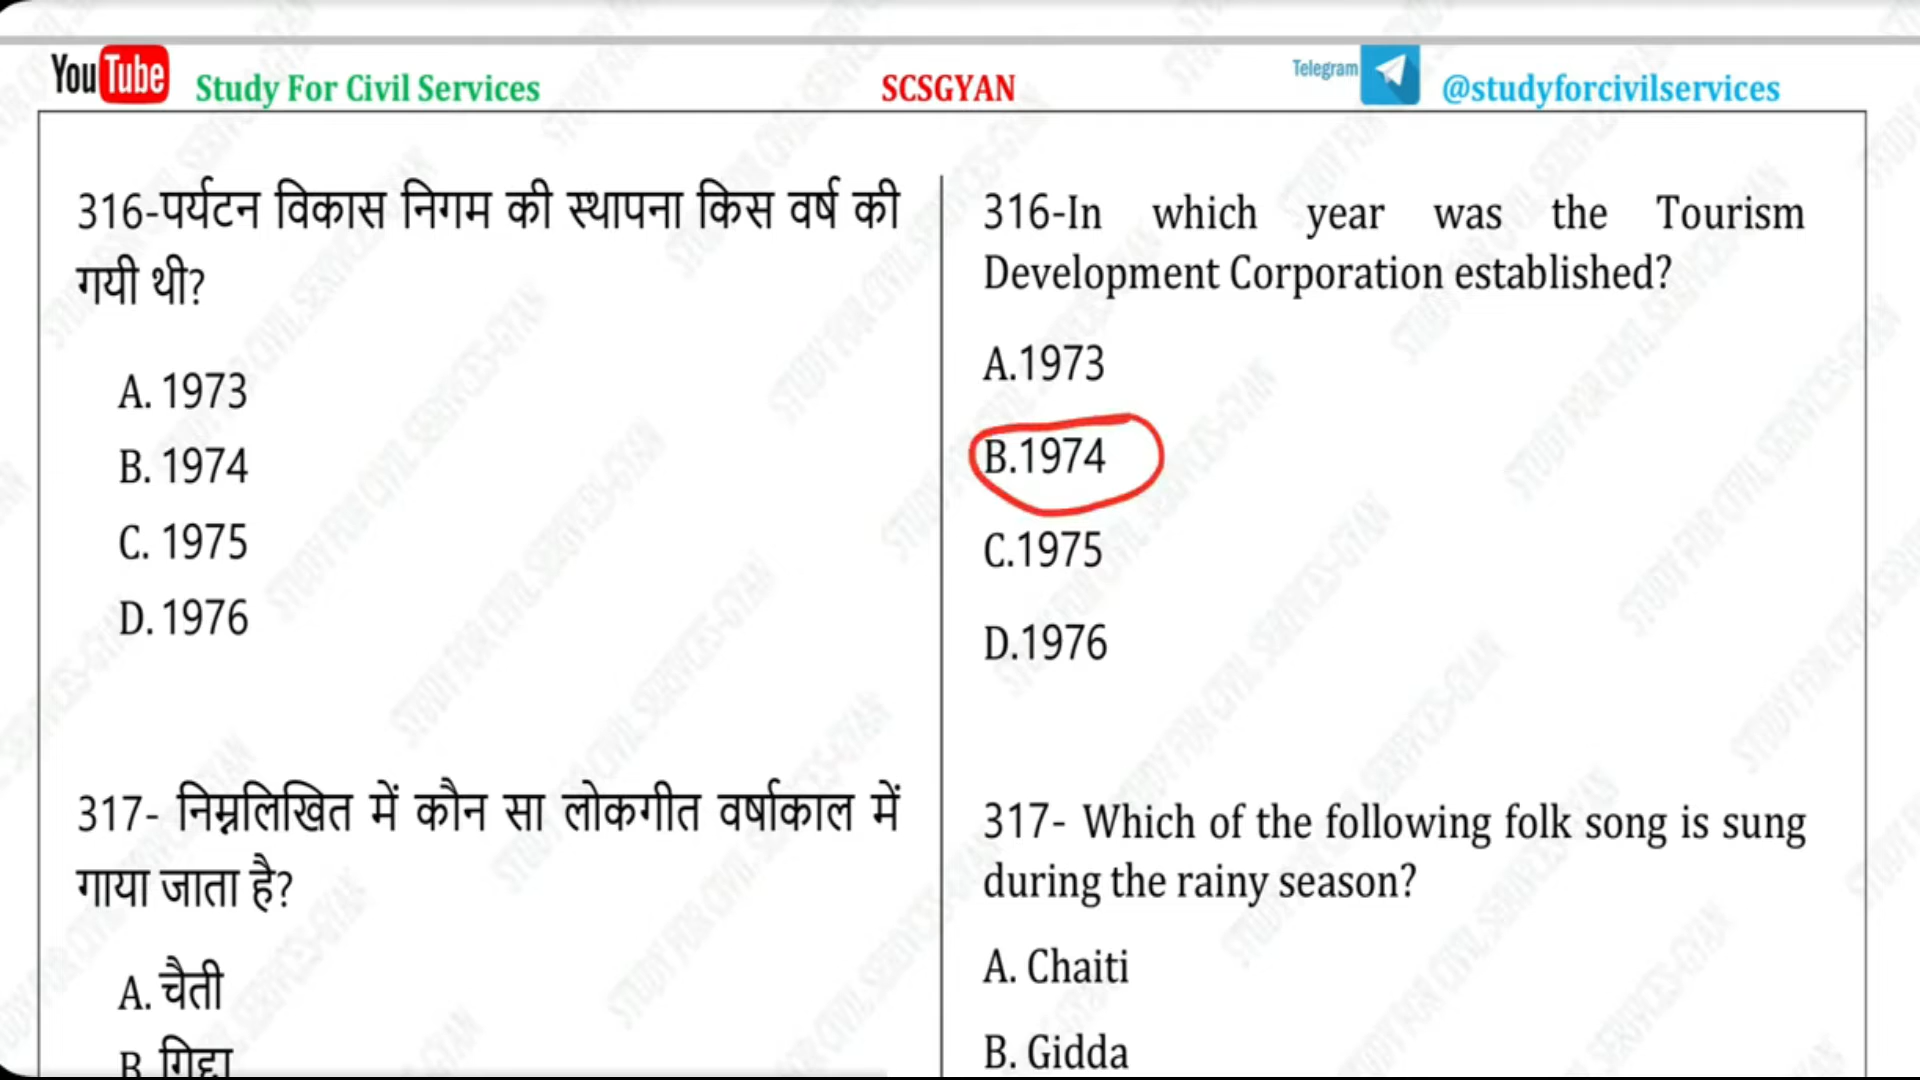 YouTube Study For Civil Services SCSGYAN Telegram @studyforcivilservices
316-पर्यटन विकास निगम की स्थापना किस वर्ष की
गयी थी?
A. 1973
B. 1974
C. 1975
D. 1976
317- निम्नलिखित में कौन सा लोकगीत वर्षाकाल में
गाया जाता है?
A. चैती
B. गिद्दा
316-In which year was the Tourism
Development Corporation established?
A.1973
B.1974
C.1975
D.1976
317- Which of the following folk song is sung
during the rainy season?
A. Chaiti
B. Gidda